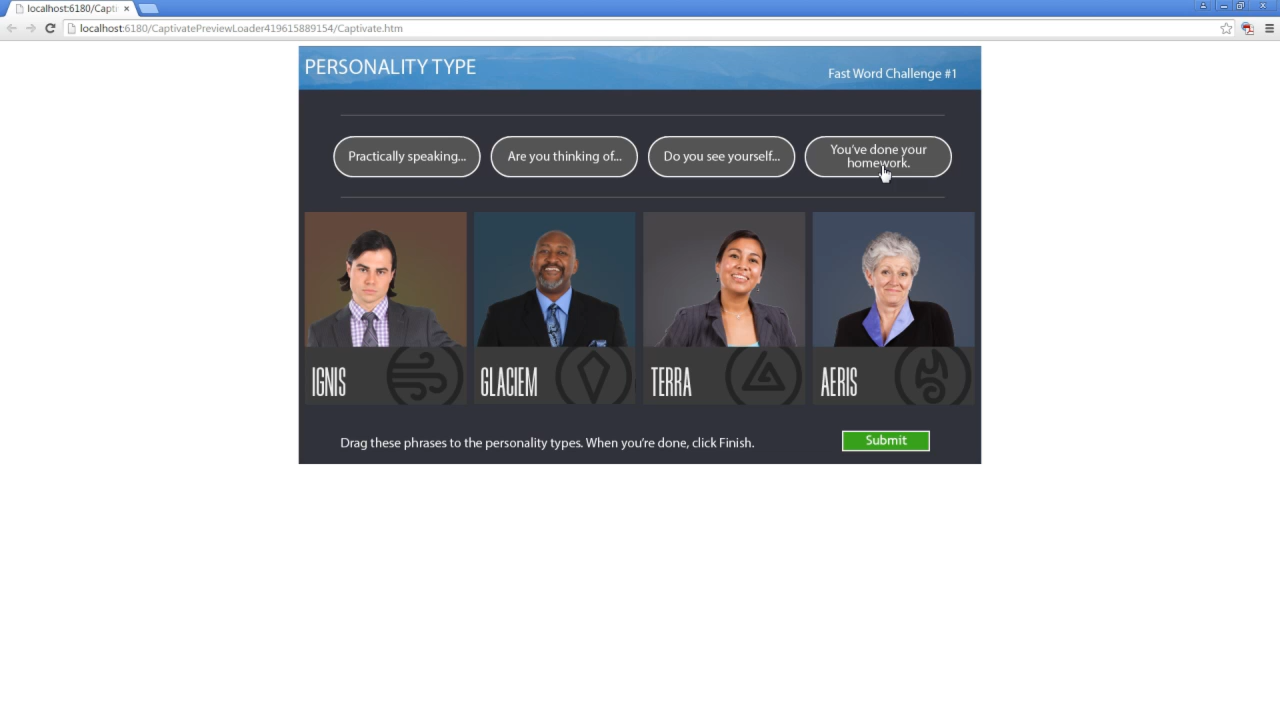 localhost:6180/Capti
localhost:6180/CaptivatePreviewLoader419615889154/Captivate.htm
PERSONALITY TYPE
Fast Word Challenge #1
Practically speaking...
Are you thinking of...
Do you see yourself...
You've done your
homework.
IGNIS
GLACIEM
TERRA
AERIS
Drag these phrases to the personality types. When you're done, click Finish.
Submit